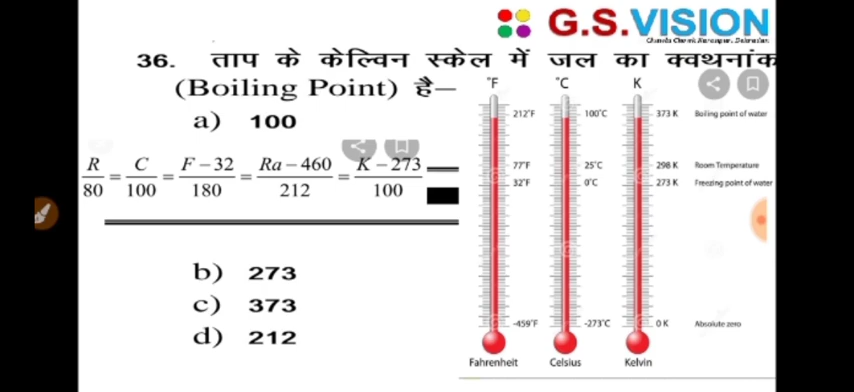 G.S.VISION
36. ताप के केल्विन स्केल में जल का क्वथनांक
(Boiling Point) है–
a) 100
R/80 = C/100 = F – 32/180 = Ra – 460/212 = K – 273/100
b) 273
c) 373
d) 212
°F °C K
212°F 100°C 373 K Boiling point of water
77°F 25°C 298 K Room Temperature
32°F 0°C 273 K Freezing point of water
-459°F -273°C 0 K Absolute zero
Fahrenheit Celsius Kelvin